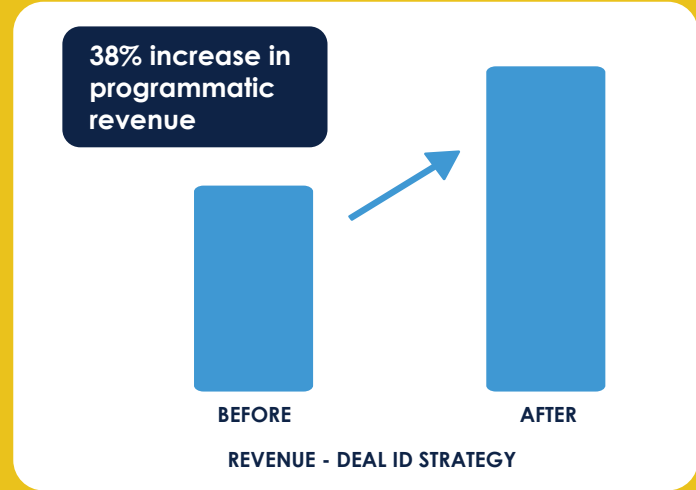 38% increase in
programmatic
revenue
BEFORE
AFTER
REVENUE - DEAL ID STRATEGY